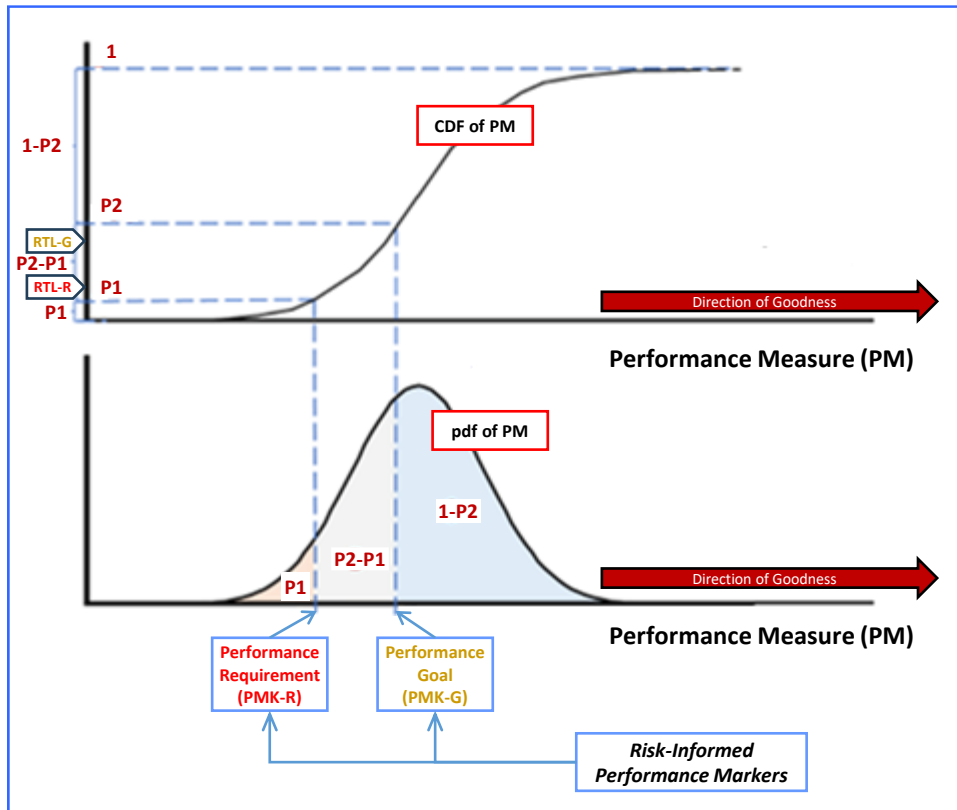 1
CDF of PM
1-P2
P2
RTL-G
P2-P1
RTL-R
P1
P1
Direction of Goodness
Performance Measure (PM)
pdf of PM
1-P2
P2-P1
P1
Direction of Goodness
Performance Measure (PM)
Performance
Requirement
(PMK-R)
Performance
Goal
(PMK-G)
Risk-Informed
Performance Markers